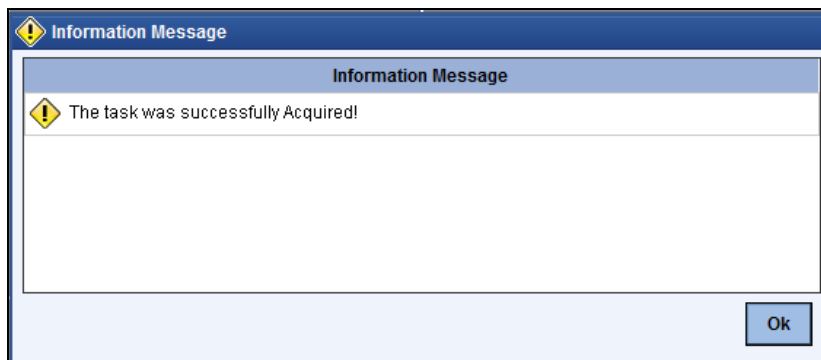 Information Message
Information Message
The task was successfully Acquired!
Ok